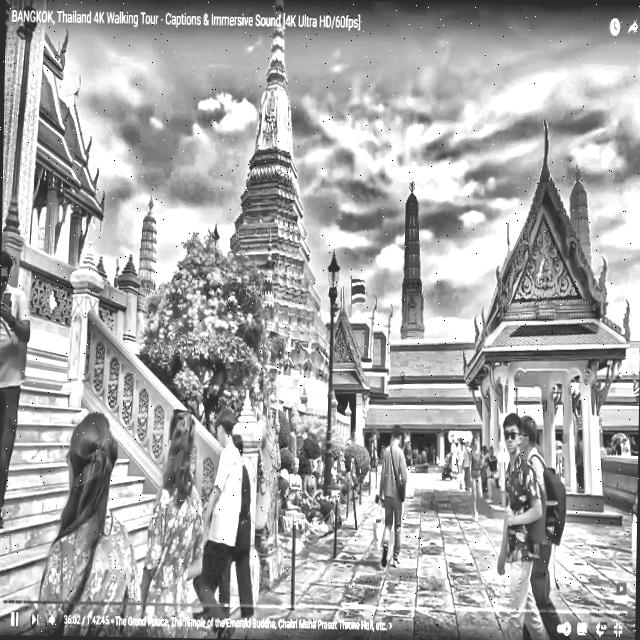 BANGKOK, Thailand 4K Walking Tour - Captions & Immersive Sound [4K Ultra HD/60fps]
36:02 / 1:42:45 • The Grand Palace, The Temple of the Emerald Buddha, Chakri Maha Prasat Throne Hall, etc. >